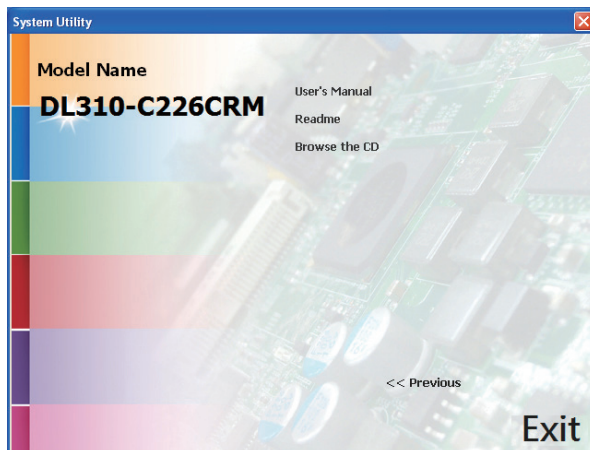 System Utility
Model Name
DL310-C226CRM
User's Manual
Readme
Browse the CD
<< Previous
Exit